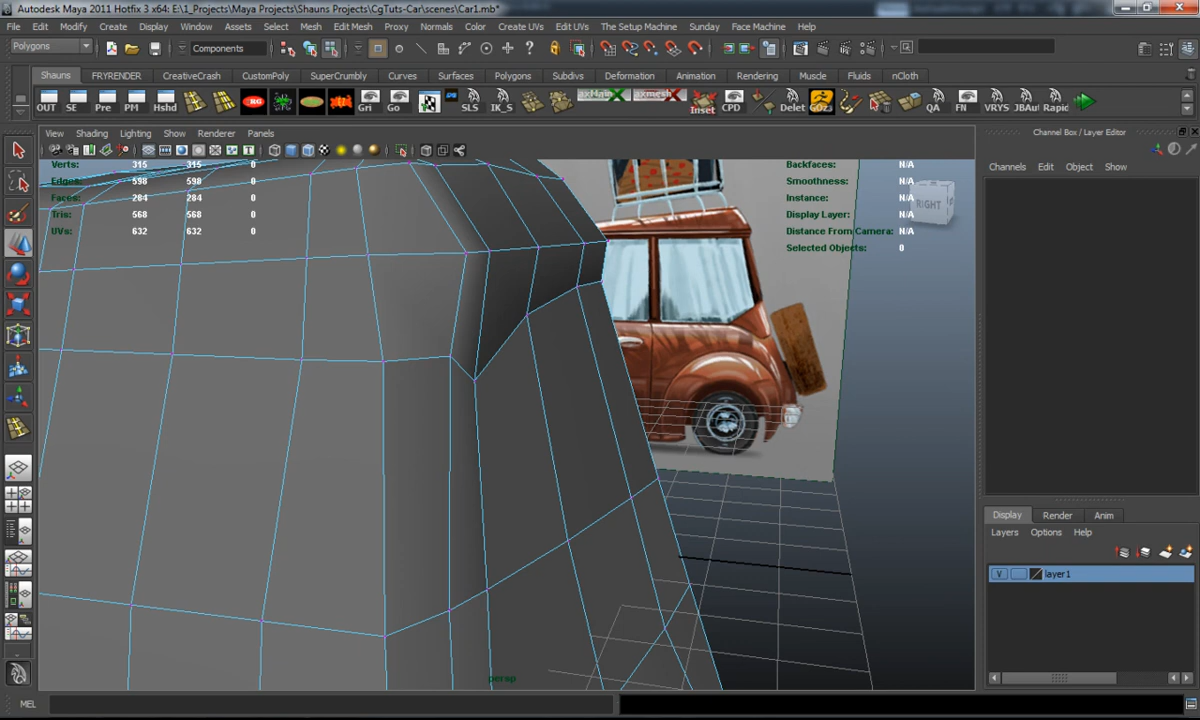 Autodesk Maya 2011 Hotfix 3 x64: E:\1_Projects\Maya Projects\Shauns Projects\CgTuts-Car\scenes\Car1.mb*
File Edit Modify Create Display Window Assets Select Mesh Edit Mesh Proxy Normals Color Create UVs Edit UVs The Setup Machine Sunday Face Machine Help
Polygons Components
Shauns FRYRENDER CreativeCrash CustomPoly SuperCrumbly Curves Surfaces Polygons Subdivs Deformation Animation Rendering Muscle Fluids nCloth
OUT SE Pre PM Hshd Gri Go SLS IK_S axMain axmesh Inset CPD Delet GOz3 QA FN VRYS JBAut Rapic
View Shading Lighting Show Renderer Panels
Channel Box / Layer Editor
Channels Edit Object Show
Verts: 315 315 0
Edges: 598 598 0
Faces: 284 284 0
Tris: 568 568 0
UVs: 632 632 0
Backfaces: N/A
Smoothness: N/A
Instance: N/A
Display Layer: N/A
Distance From Camera: N/A
Selected Objects: 0
RIGHT
Display Render Anim
Layers Options Help
V layer1
persp
MEL